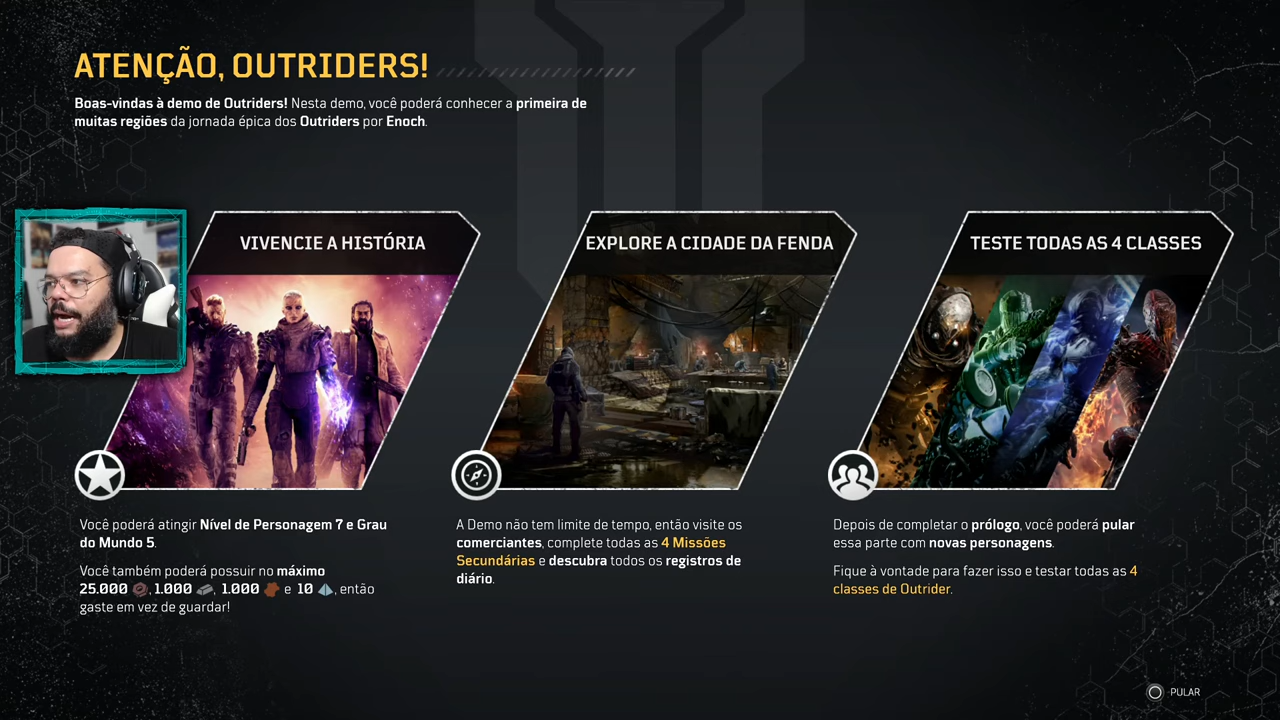 ATENÇÃO, OUTRIDERS!
Boas-vindas à demo de Outriders! Nesta demo, você poderá conhecer a primeira de
muitas regiões da jornada épica dos Outriders por Enoch.
VIVENCIE A HISTÓRIA
Você poderá atingir Nível de Personagem 7 e Grau
do Mundo 5.
Você também poderá possuir no máximo
25.000 , 1.000 , 1.000 e 10 , então
gaste em vez de guardar!
EXPLORE A CIDADE DA FENDA
A Demo não tem limite de tempo, então visite os
comerciantes, complete todas as 4 Missões
Secundárias e descubra todos os registros de
diário.
TESTE TODAS AS 4 CLASSES
Depois de completar o prólogo, você poderá pular
essa parte com novas personagens.
Fique à vontade para fazer isso e testar todas as 4
classes de Outrider.
PULAR